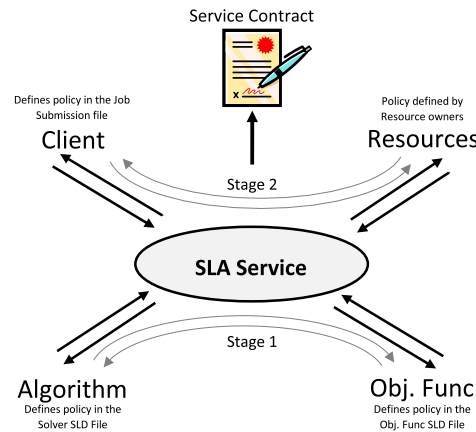 Service Contract
x
Defines policy in the Job
Submission file
Client
Policy defined by
Resource owners
Resources
Stage 2
SLA Service
Stage 1
Algorithm
Defines policy in the
Solver SLD File
Obj. Func
Defines policy in the
Obj. Func SLD File